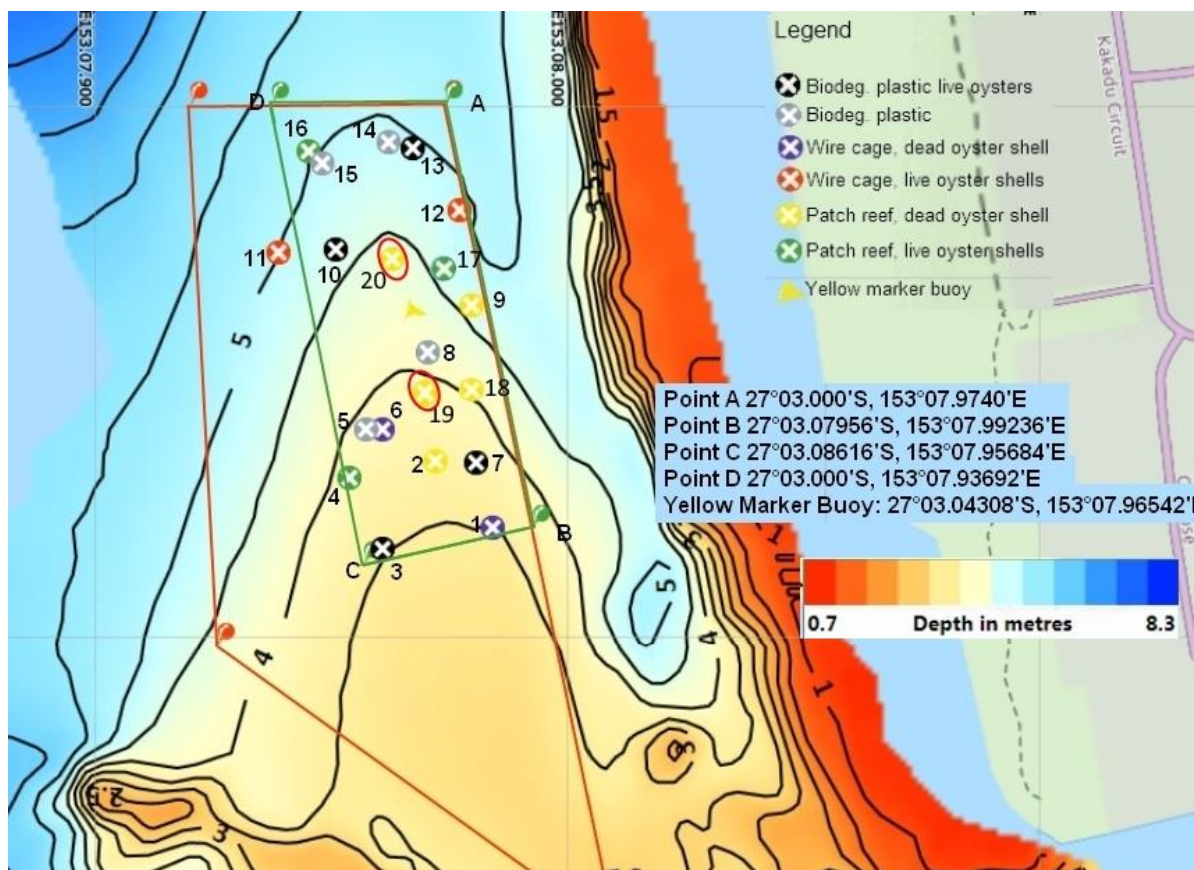 E153:07.900
E153:08.000
Legend
Biodeg. plastic live oysters
Biodeg. plastic
Wire cage, dead oyster shell
Wire cage, live oyster shells
Patch reef, dead oyster shell
Patch reef, live oyster shells
Yellow marker buoy
Kakadu Circuit
D
A
16
14
15
13
12
11
10
20
17
9
8
18
19
5
6
2
7
4
1
B
C
3
1.5
5
5
4
4
3
3
2.5
1
1
Point A 27°03.000'S, 153°07.9740'E
Point B 27°03.07956'S, 153°07.99236'E
Point C 27°03.08616'S, 153°07.95684'E
Point D 27°03.000'S, 153°07.93692'E
Yellow Marker Buoy: 27°03.04308'S, 153°07.96542'
0.7 Depth in metres 8.3